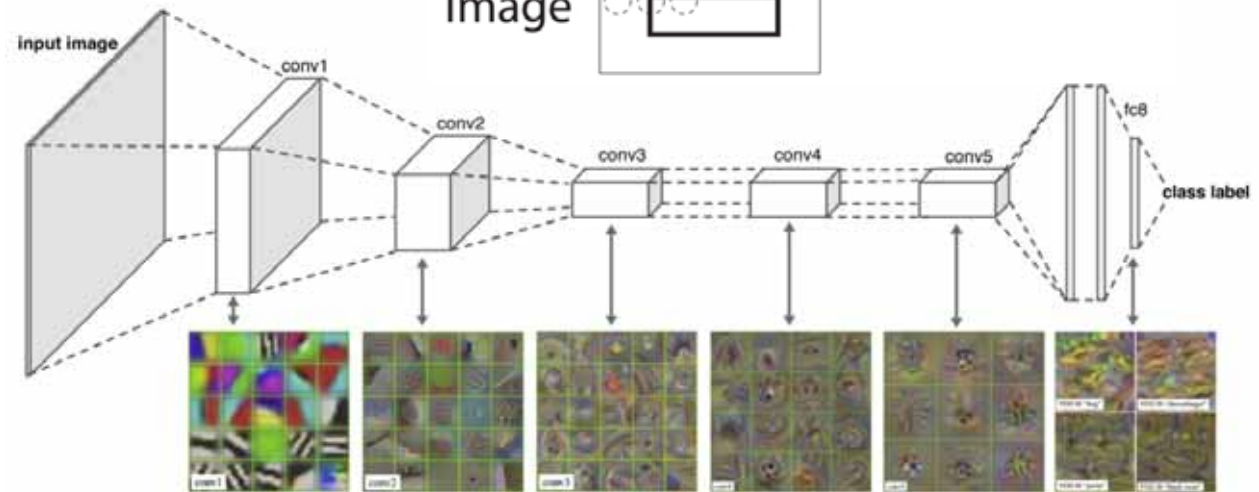 Image
input image
conv1
conv2
conv3
conv4
conv5
fc8
class label
conv1
conv2
conv3